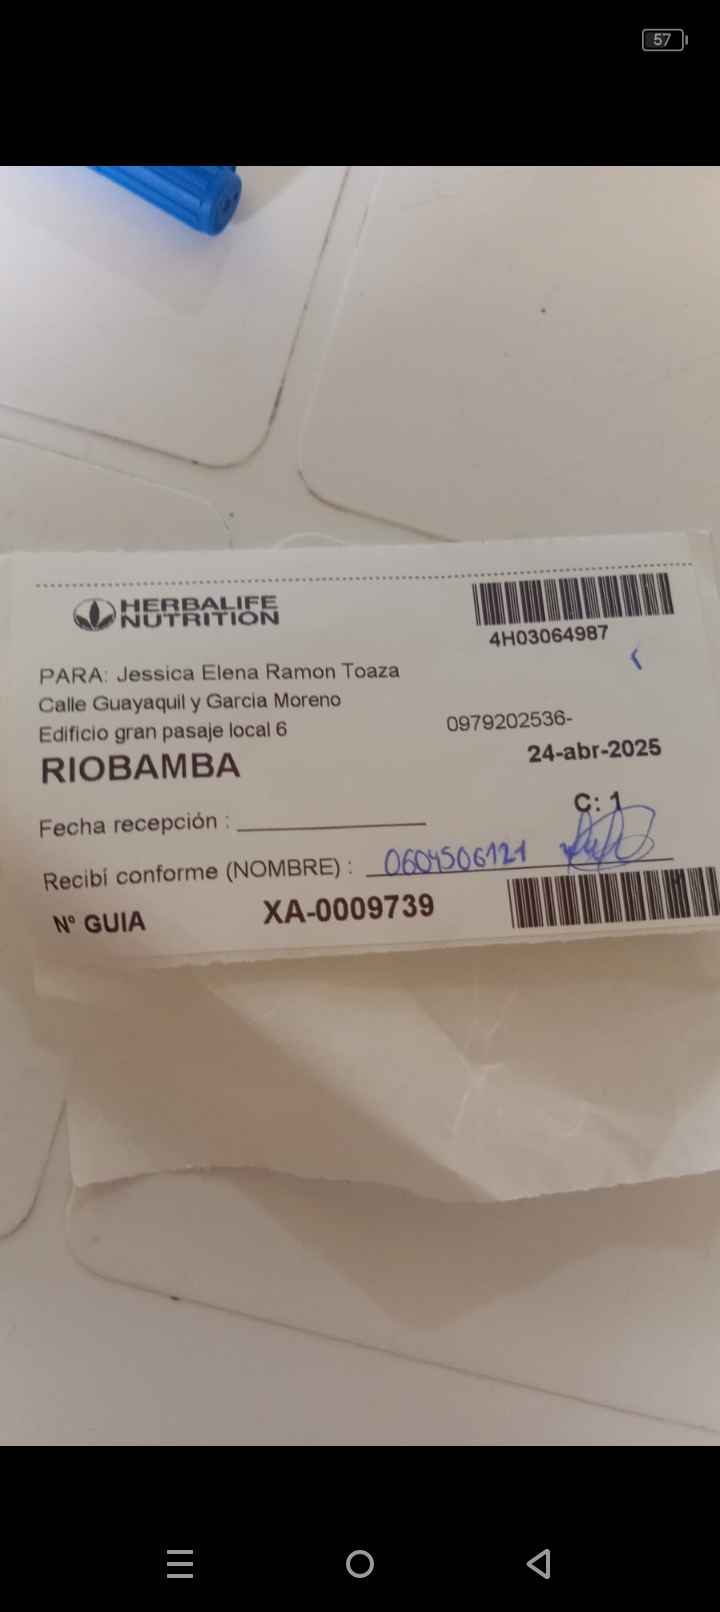 57
HERBALIFE
NUTRITION
4H03064987
PARA: Jessica Elena Ramon Toaza
Calle Guayaquil y Garcia Moreno
Edificio gran pasaje local 6
0979202536-
RIOBAMBA
24-abr-2025
C: 1
Fecha recepción :
Recibí conforme (NOMBRE) : 0604506121
Nº GUIA XA-0009739